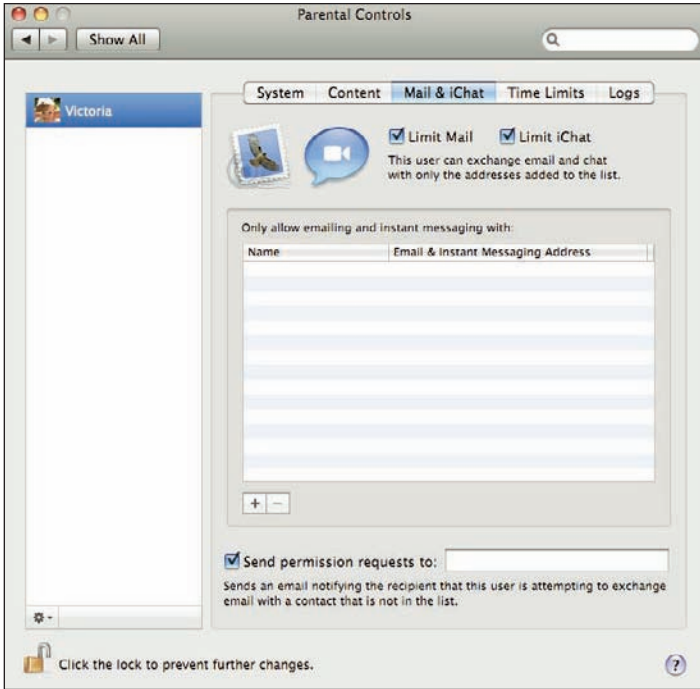 Parental Controls
Show All
Victoria
System Content Mail & iChat Time Limits Logs
Limit Mail Limit iChat
This user can exchange email and chat
with only the addresses added to the list.
Only allow emailing and instant messaging with:
Name Email & Instant Messaging Address
+ −
Send permission requests to:
Sends an email notifying the recipient that this user is attempting to exchange
email with a contact that is not in the list.
Click the lock to prevent further changes.
?